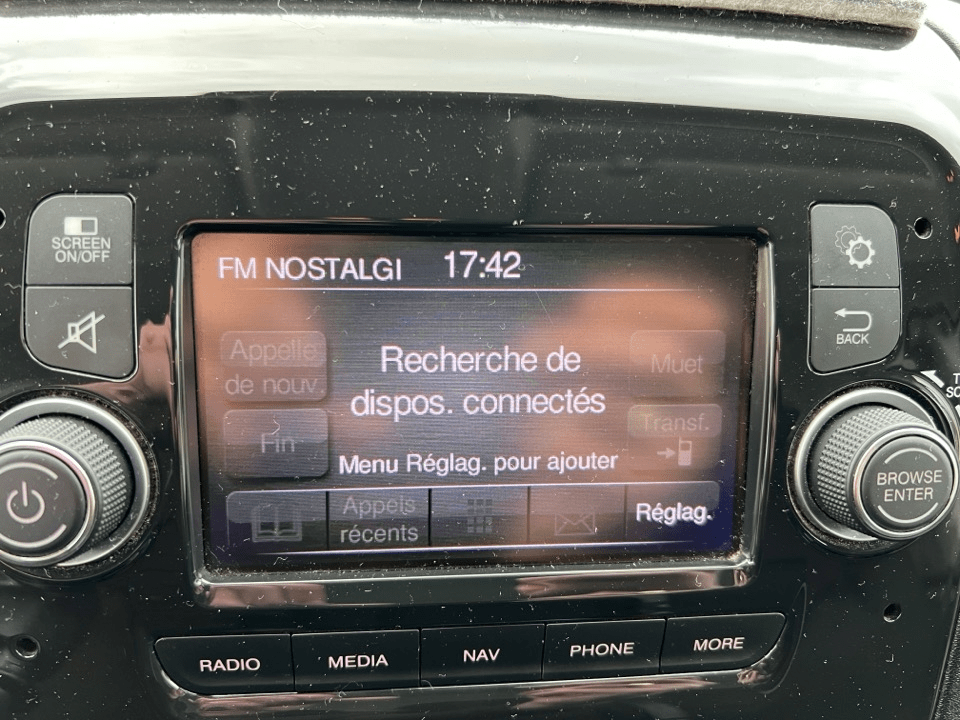 SCREEN
ON/OFF
FM NOSTALGI 17:42
Appelle
de nouv.
Recherche de
dispos. connectés
Muet
Fin
Transf.
Menu Réglag. pour ajouter
Appels
récents
Réglag.
BACK
BROWSE
ENTER
RADIO
MEDIA
NAV
PHONE
MORE